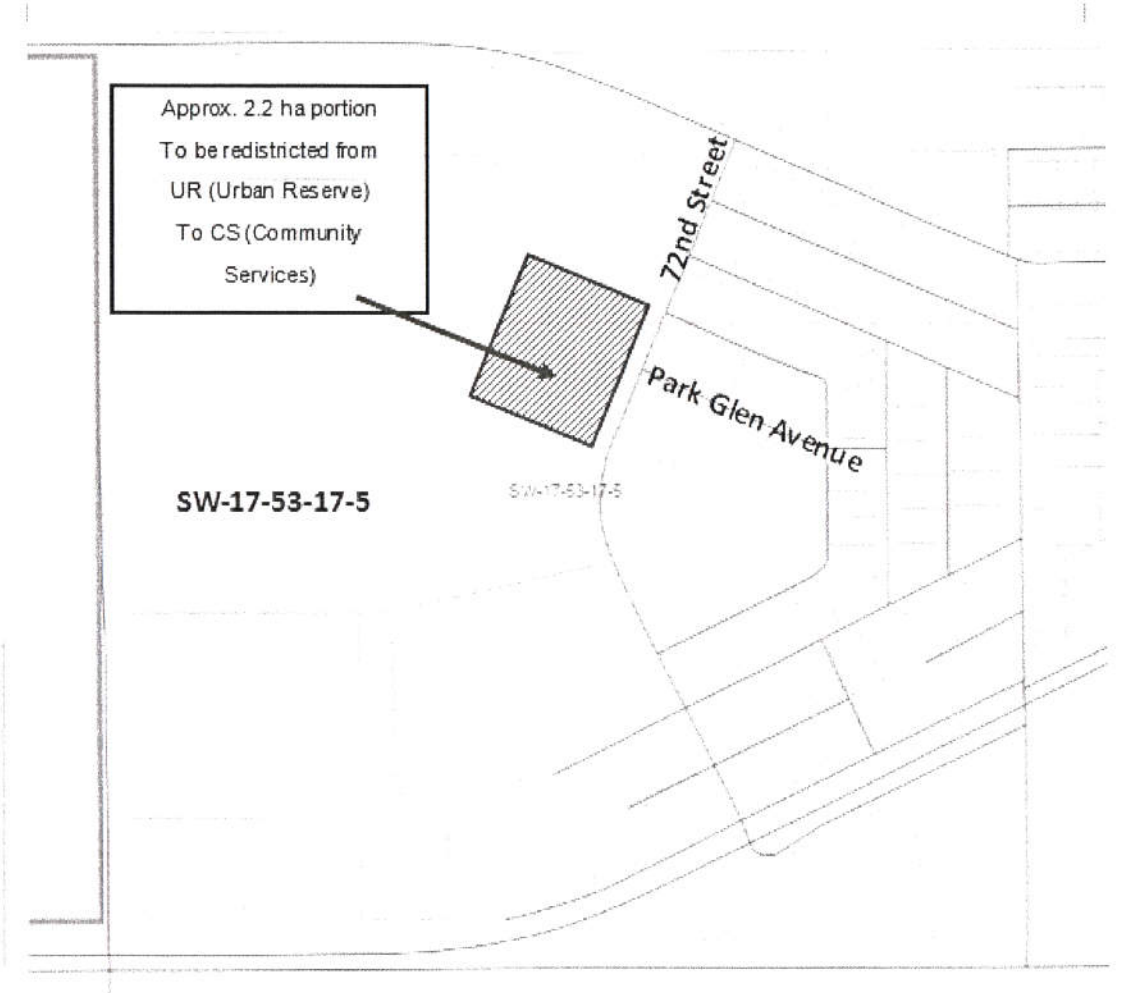 Approx. 2.2 ha portion
To be redistricted from
UR (Urban Reserve)
To CS (Community
Services)
72nd Street
Park Glen Avenue
SW-17-53-17-5
SW-17-53-17-5